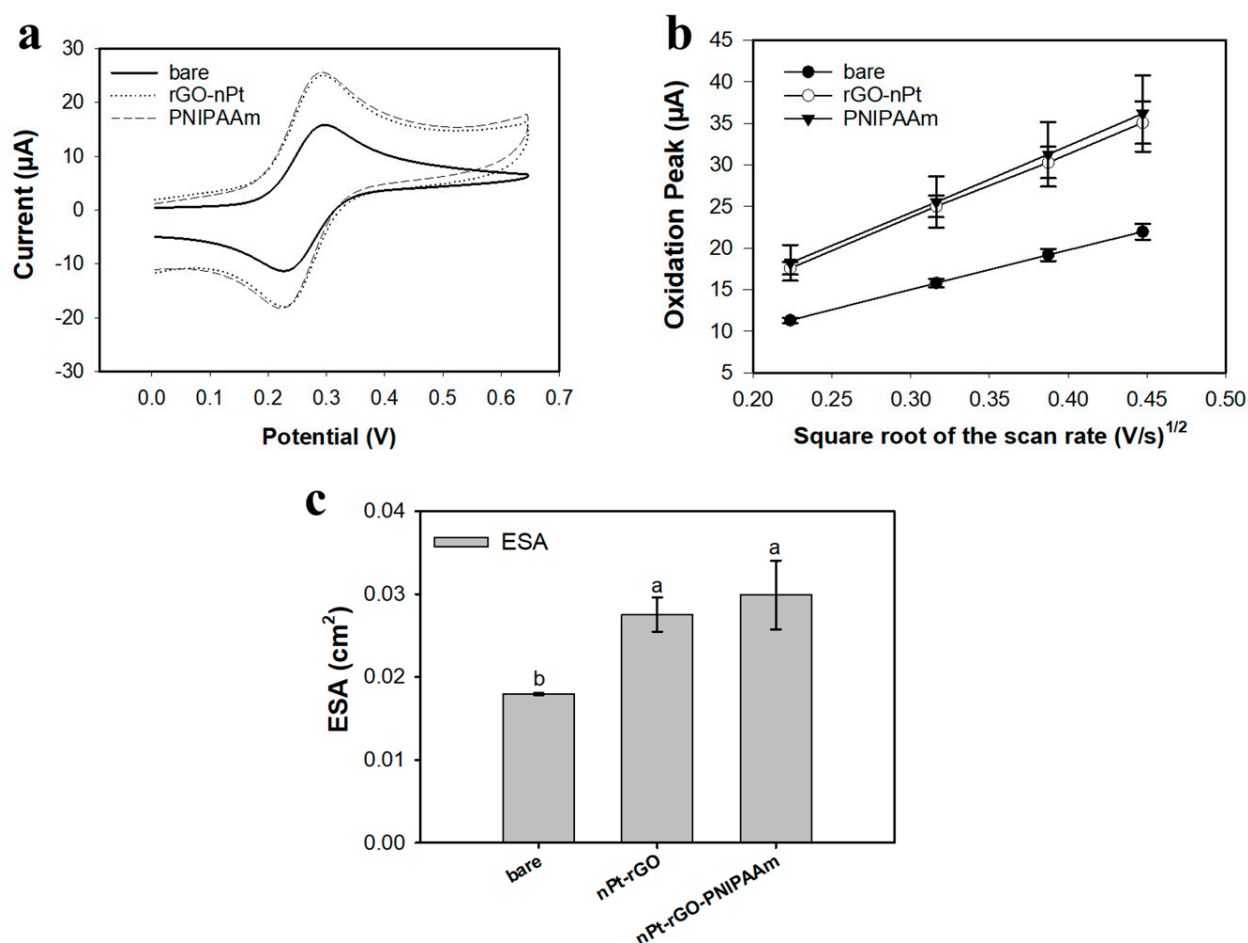 a
30
20
10
0
-10
-20
-30
Current (µA)
bare
rGO-nPt
PNIPAAm
0.0 0.1 0.2 0.3 0.4 0.5 0.6 0.7
Potential (V)
b
45
40
35
30
25
20
15
10
5
Oxidation Peak (µA)
bare
rGO-nPt
PNIPAAm
0.20 0.25 0.30 0.35 0.40 0.45 0.50
Square root of the scan rate (V/s)^1/2
c
0.04
0.03
0.02
0.01
0.00
ESA (cm²)
ESA
b
a
a
bare
nPt-rGO
nPt-rGO-PNIPAAm